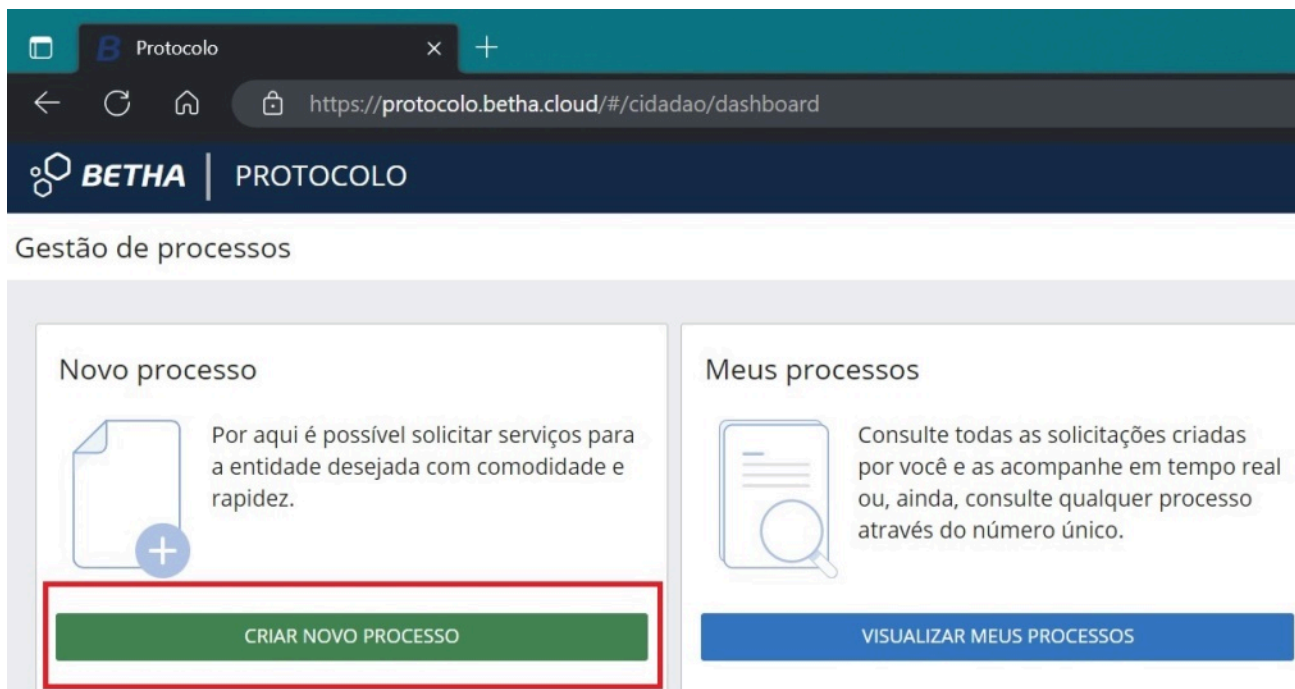 Protocolo
https://protocolo.betha.cloud/#/cidadao/dashboard
BETHA | PROTOCOLO
Gestão de processos
Novo processo
Por aqui é possível solicitar serviços para
a entidade desejada com comodidade e
rapidez.
CRIAR NOVO PROCESSO
Meus processos
Consulte todas as solicitações criadas
por você e as acompanhe em tempo real
ou, ainda, consulte qualquer processo
através do número único.
VISUALIZAR MEUS PROCESSOS